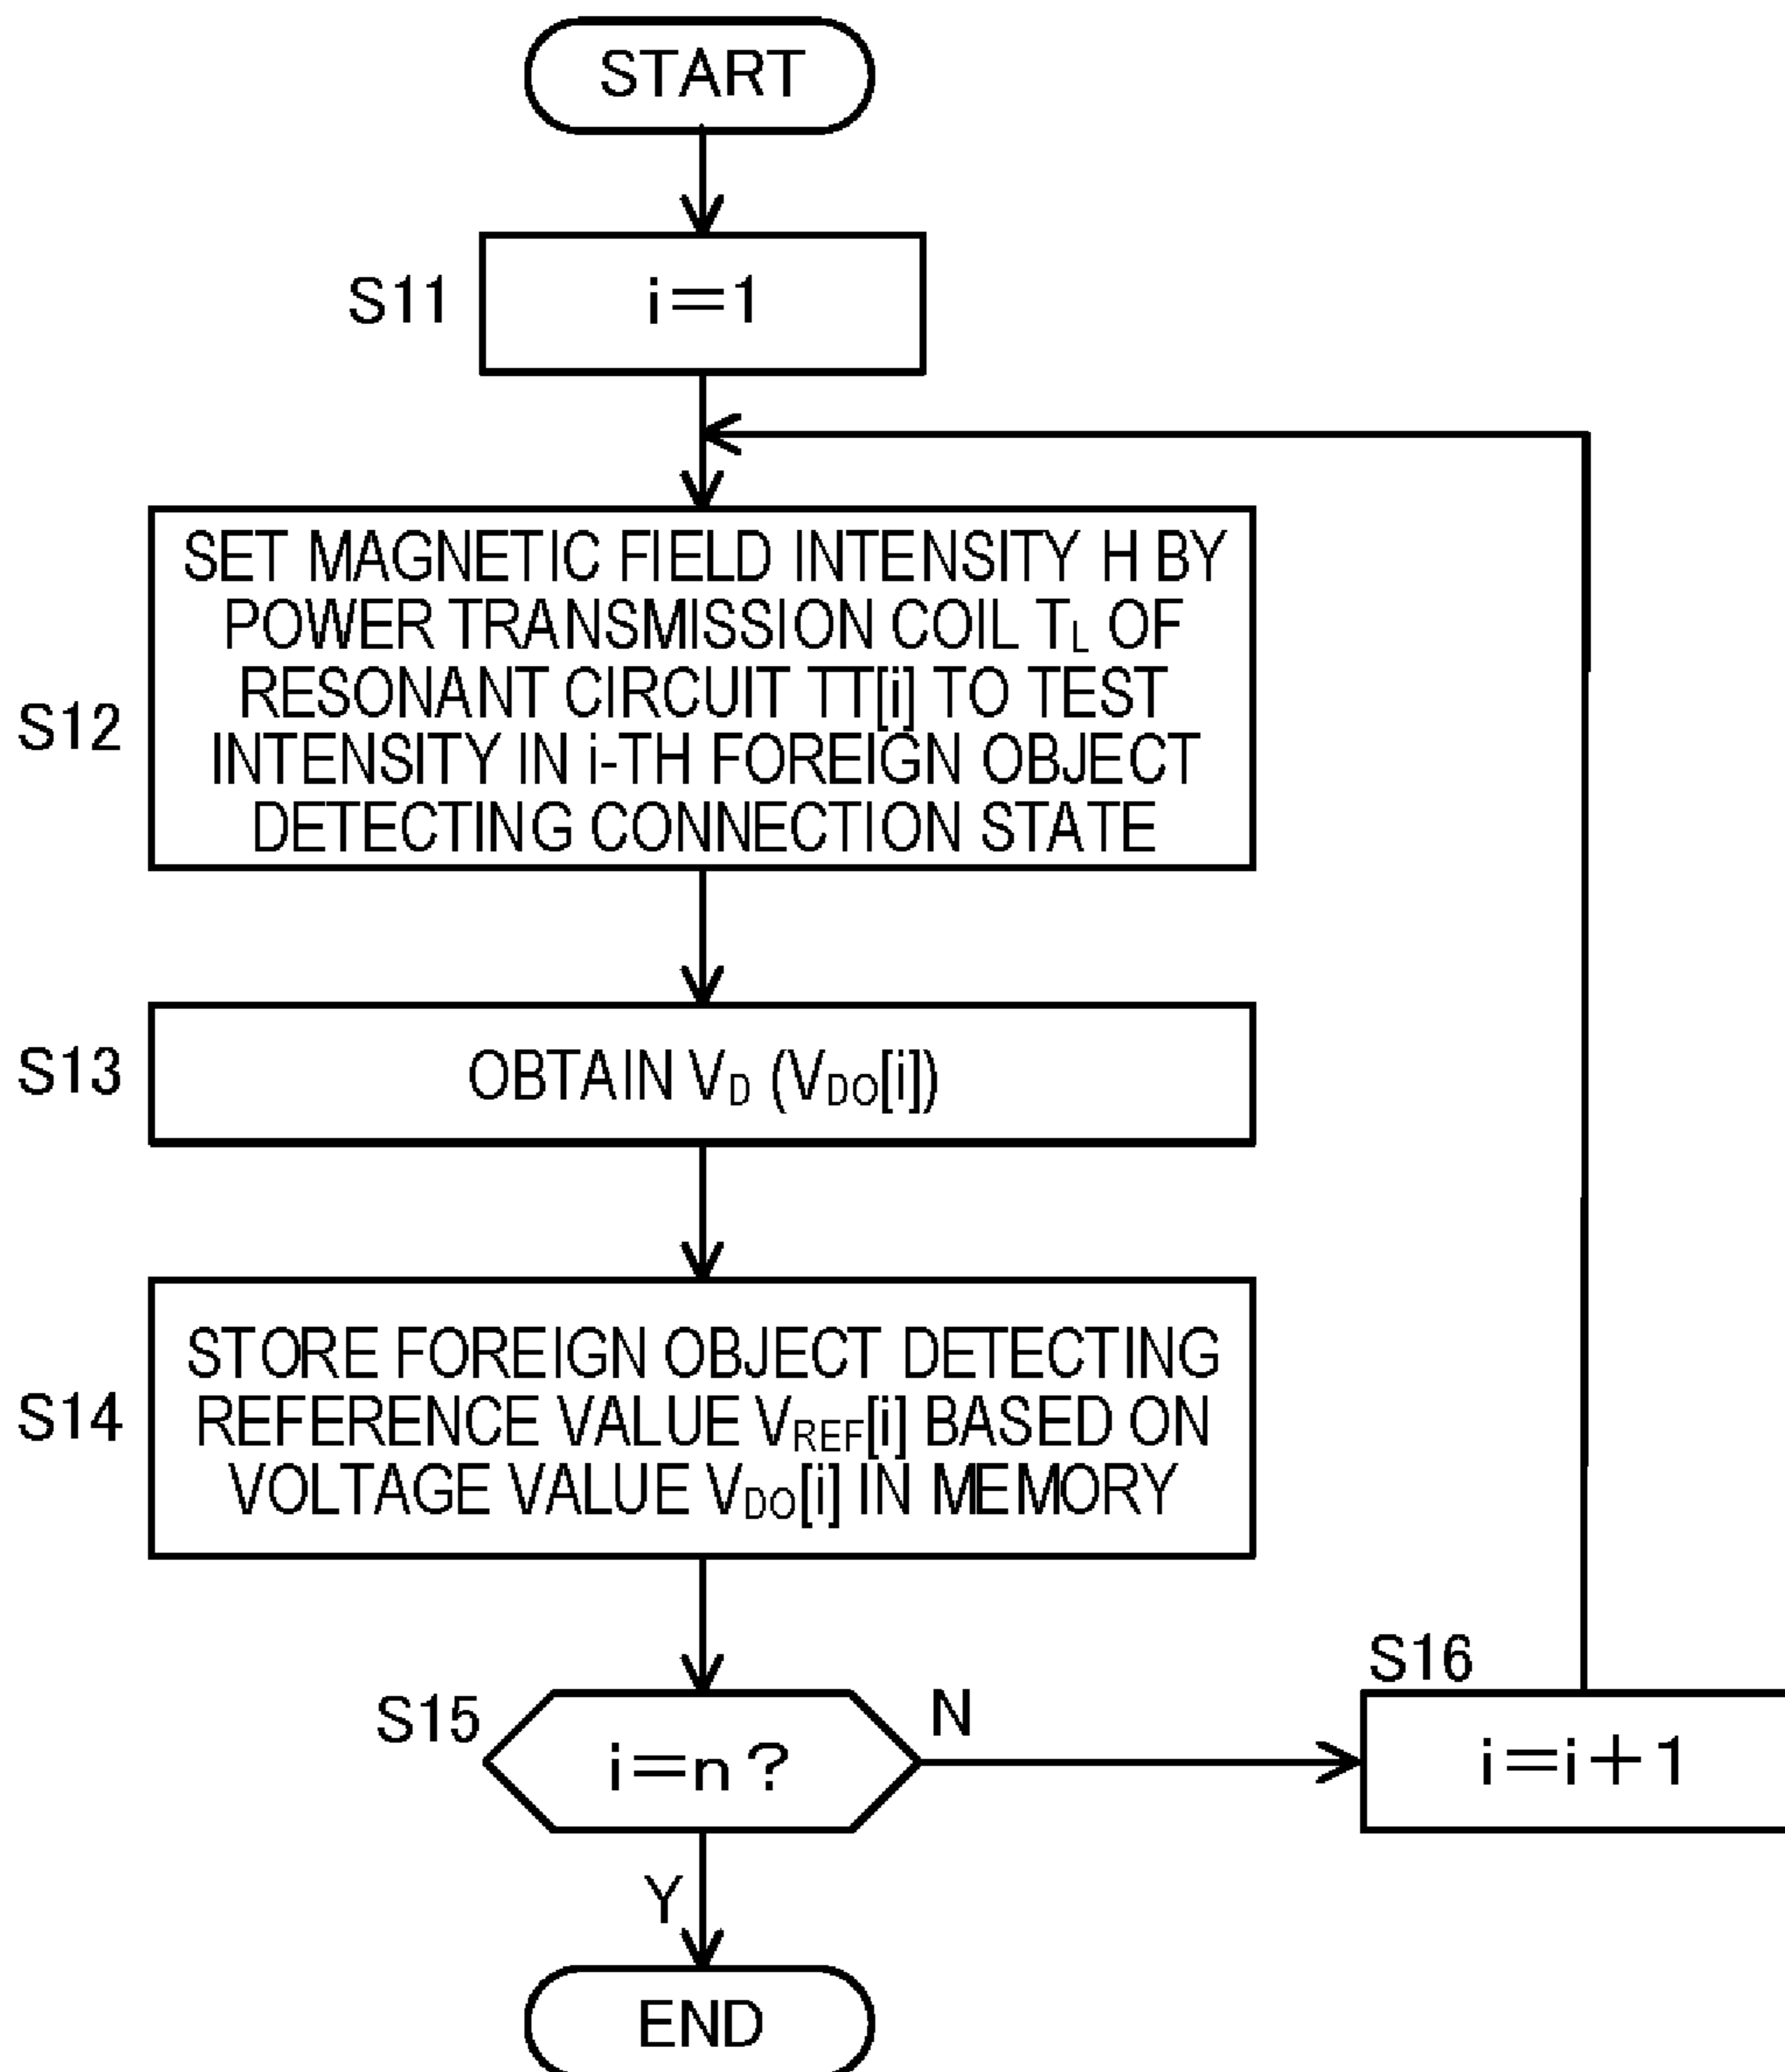 START
S11
i=1
SET MAGNETIC FIELD INTENSITY H BY
POWER TRANSMISSION COIL TL OF
RESONANT CIRCUIT TT[i] TO TEST
INTENSITY IN i-TH FOREIGN OBJECT
DETECTING CONNECTION STATE
S12
S13
OBTAIN VD (VDO[i])
S14
STORE FOREIGN OBJECT DETECTING
REFERENCE VALUE VREF[i] BASED ON
VOLTAGE VALUE VDO[i] IN MEMORY
S15
i=n?
N
S16
i=i+1
Y
END